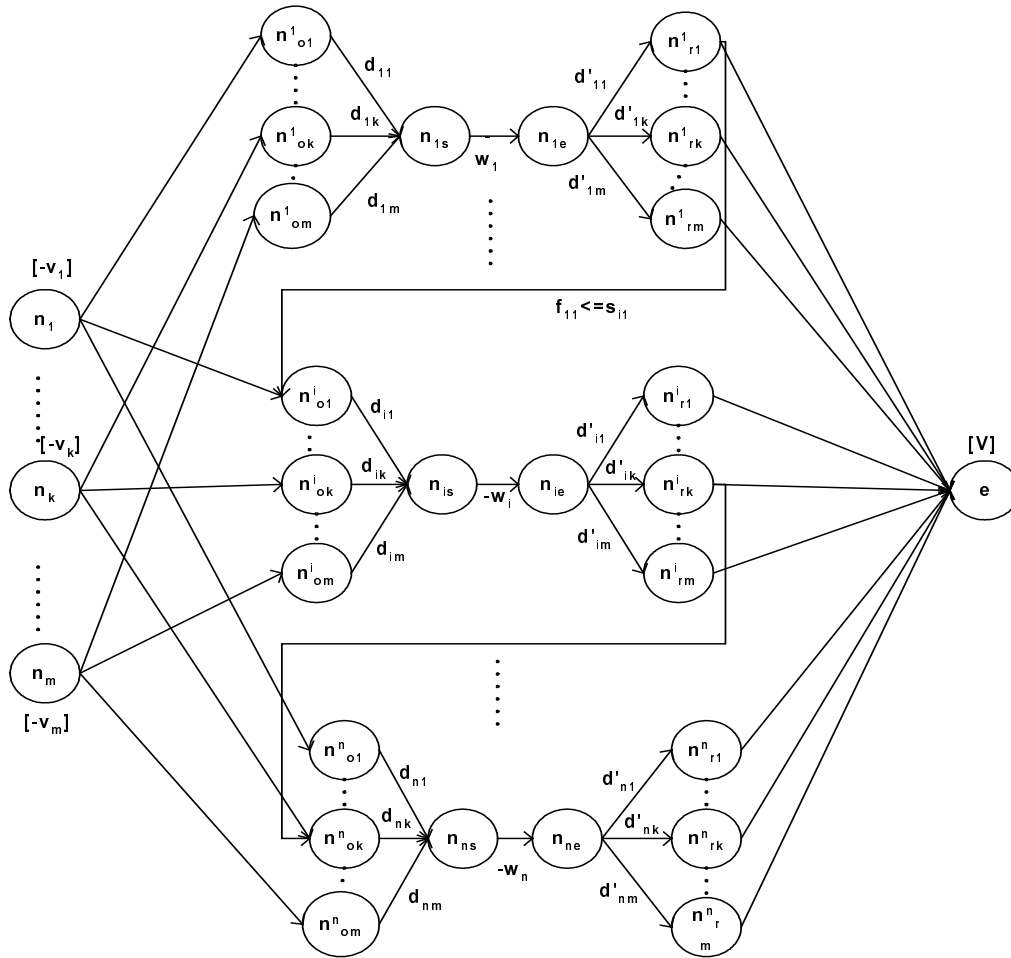 n¹o1
d11
d'11
n¹r1
n¹ok
d1k
n1s
-w1
n1e
d'1k
n¹rk
n¹om
d1m
d'1m
n¹rm
[-v1]
n1
f11<=si1
nⁱo1
di1
d'i1
nⁱr1
[-vk]
nk
nⁱok
dik
nis
-wi
nie
d'ik
nⁱrk
[V]
e
nⁱom
dim
d'im
nⁱrm
nm
[-vm]
nⁿo1
dn1
d'n1
nⁿr1
nⁿok
dnk
nns
-wn
nne
d'nk
nⁿrk
nⁿom
dnm
d'nm
nⁿr
m